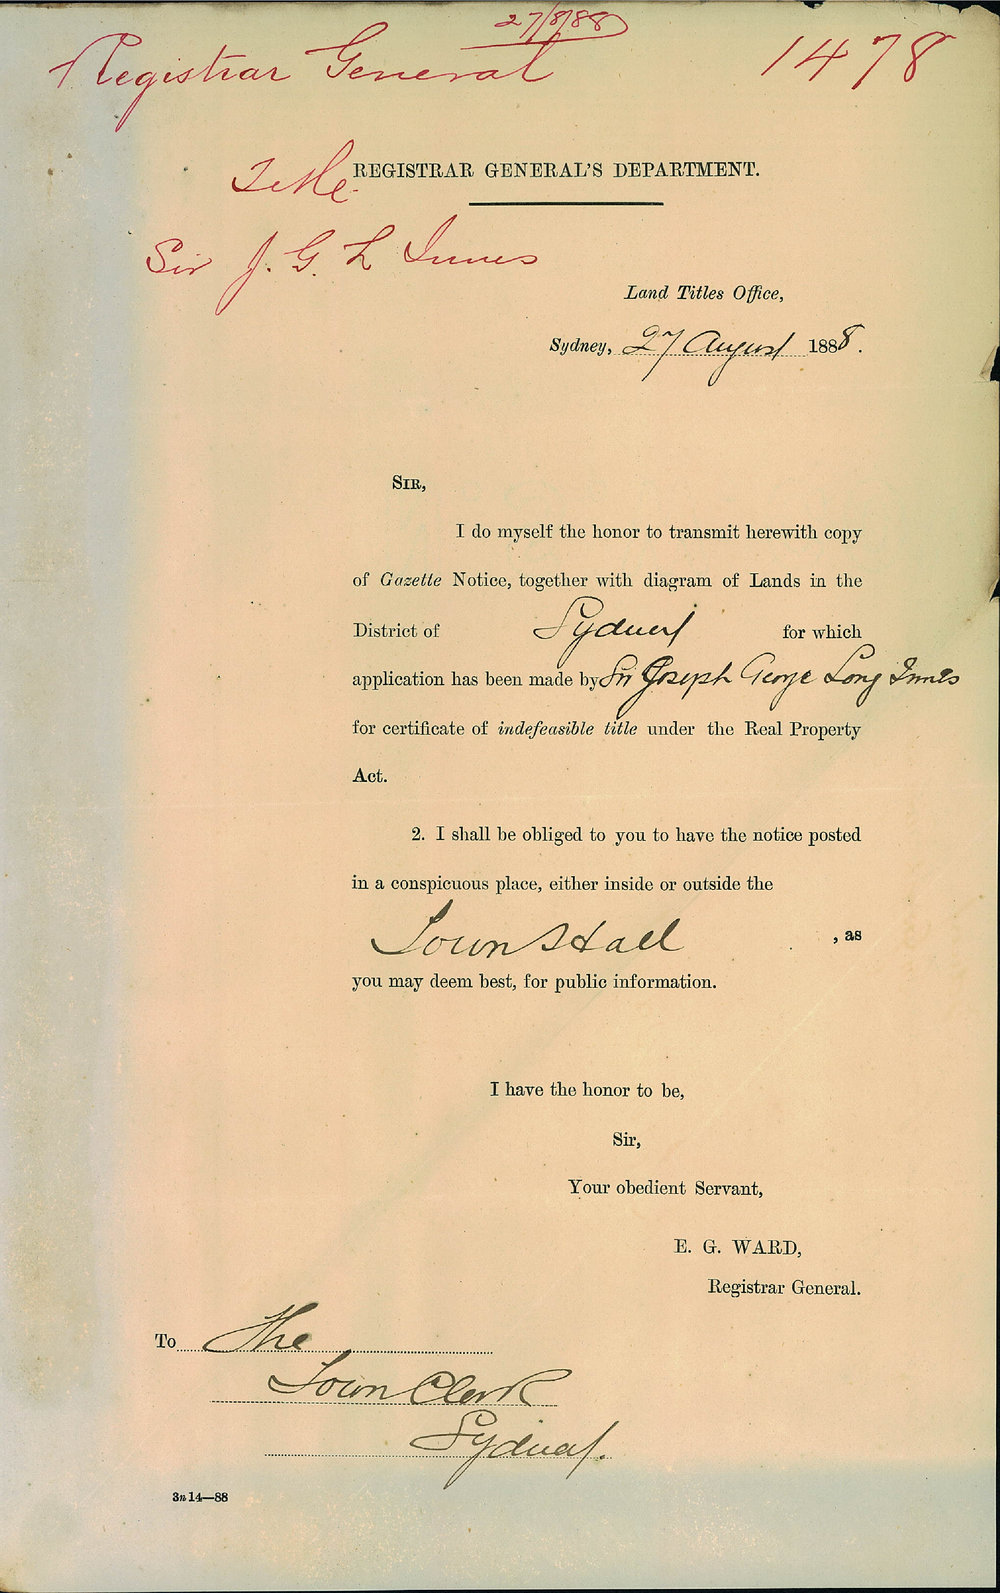 27/8/88
Registrar General
1478
Title
REGISTRAR GENERAL'S DEPARTMENT.
Sir J. G. L Innes
Land Titles Office,
Sydney, 27 August 1888.
SIR,
I do myself the honor to transmit herewith copy
of Gazette Notice, together with diagram of Lands in the
District of Sydney for which
application has been made by Sir Joseph George Long Innes
for certificate of indefeasible title under the Real Property
Act.
2. I shall be obliged to you to have the notice posted
in a conspicuous place, either inside or outside the
Town Hall , as
you may deem best, for public information.
I have the honor to be,
Sir,
Your obedient Servant,
E. G. WARD,
Registrar General.
To The
Town Clerk
Sydney.
3n 14—88